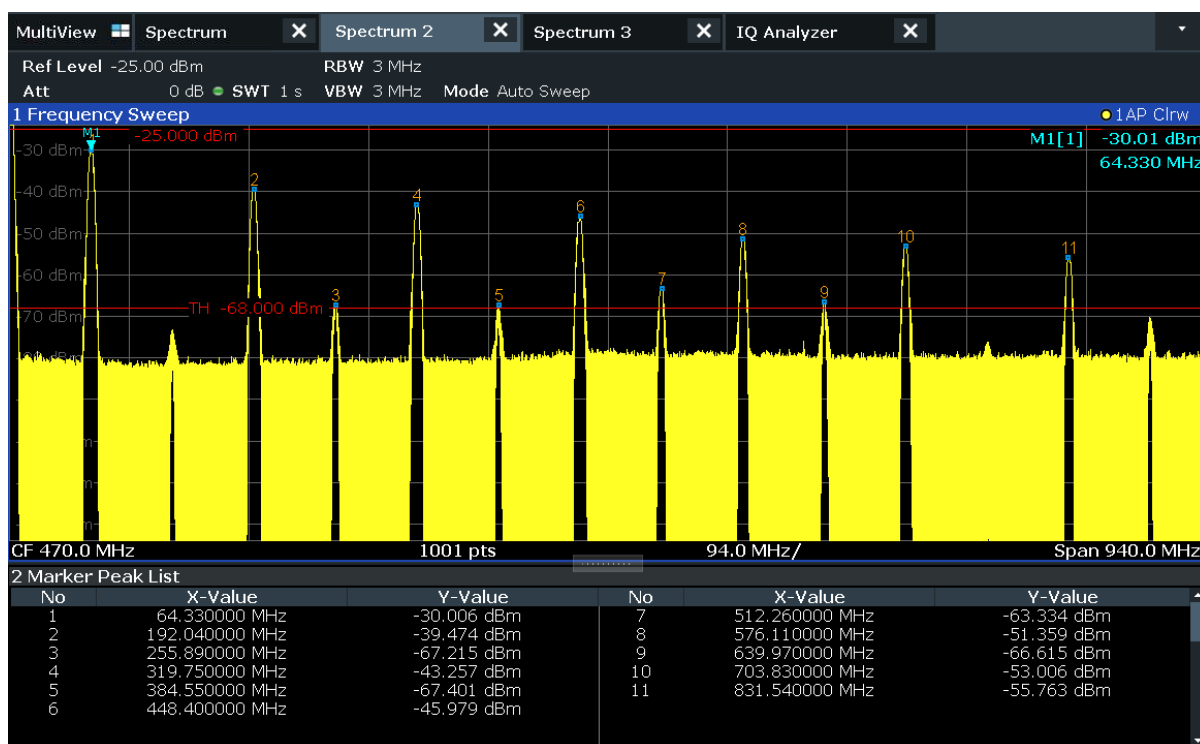 MultiView Spectrum X Spectrum 2 X Spectrum 3 X IQ Analyzer X
Ref Level -25.00 dBm RBW 3 MHz
Att 0 dB SWT 1 s VBW 3 MHz Mode Auto Sweep
1 Frequency Sweep 1AP Clrw
M1 -25.000 dBm M1[1] -30.01 dBm
-30 dBm 64.330 MHz
2
-40 dBm 4
6
-50 dBm 8 10
11
-60 dBm 7
3 5 9
TH -68.000 dBm
-70 dBm
CF 470.0 MHz 1001 pts 94.0 MHz/ Span 940.0 MHz
2 Marker Peak List
No X-Value Y-Value No X-Value Y-Value
1 64.330000 MHz -30.006 dBm 7 512.260000 MHz -63.334 dBm
2 192.040000 MHz -39.474 dBm 8 576.110000 MHz -51.359 dBm
3 255.890000 MHz -67.215 dBm 9 639.970000 MHz -66.615 dBm
4 319.750000 MHz -43.257 dBm 10 703.830000 MHz -53.006 dBm
5 384.550000 MHz -67.401 dBm 11 831.540000 MHz -55.763 dBm
6 448.400000 MHz -45.979 dBm